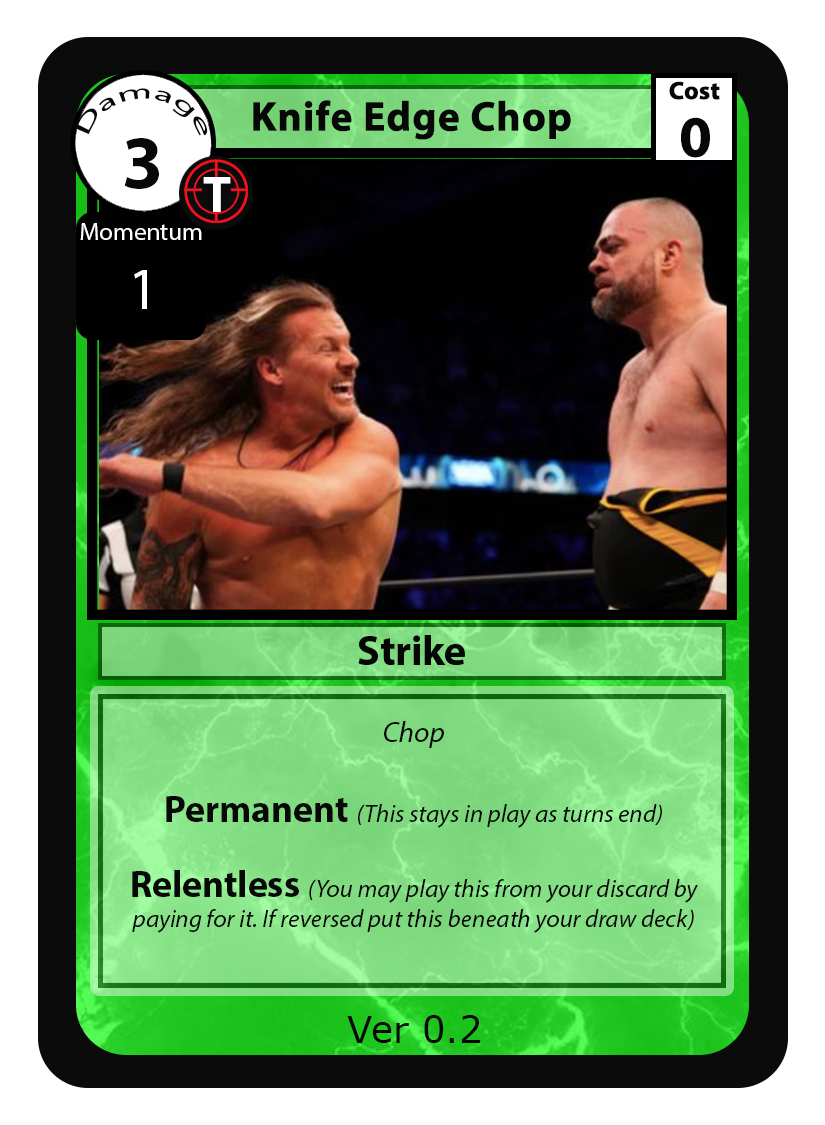 Damage
3
T
Knife Edge Chop
Cost
0
Momentum
1
Strike
Chop
Permanent (This stays in play as turns end)
Relentless (You may play this from your discard by
paying for it. If reversed put this beneath your draw deck)
Ver 0.2